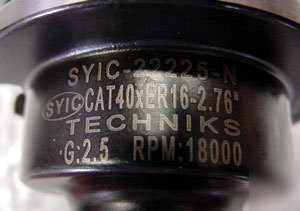 SYIC-22225-N
SYIC CAT40xER16-2.76"
TECHNIKS
G:2.5 RPM:18000